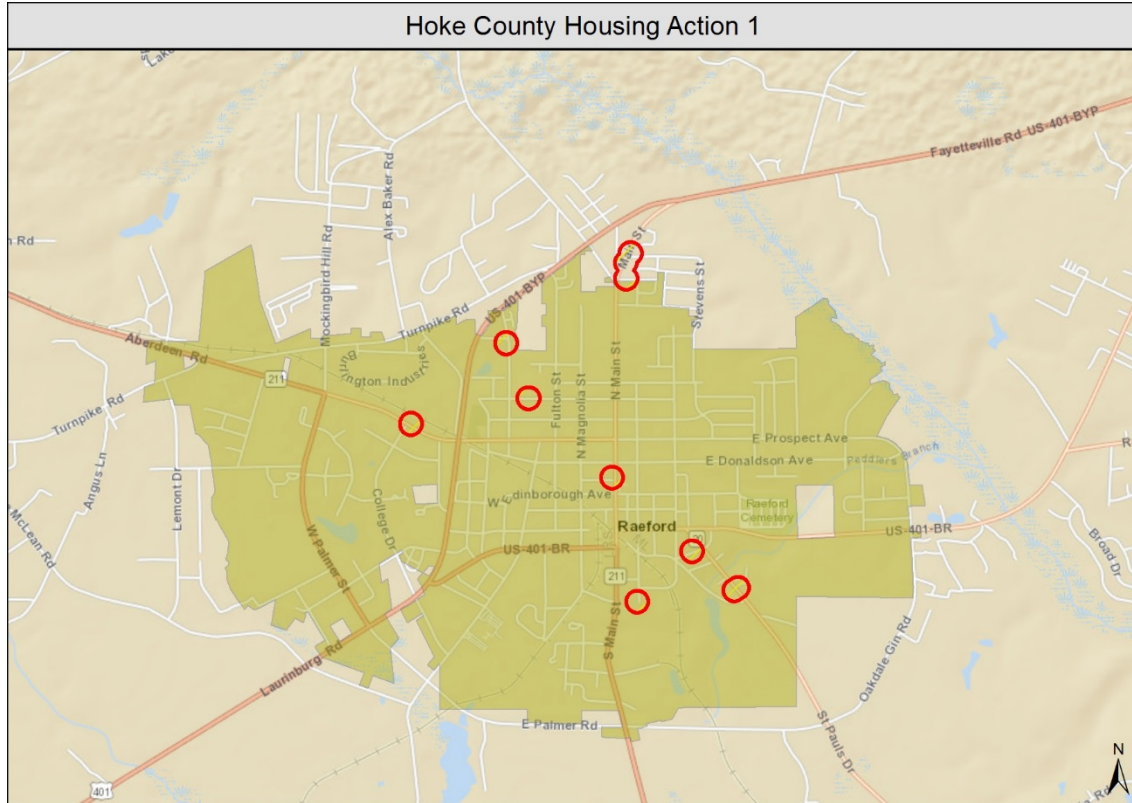 Hoke County Housing Action 1
Lake
Fayetteville Rd US-401-BYP
Alex Baker Rd
Mockingbird Hill Rd
n Rd
Main St
Stevens St
US-401-BYP
Turnpike Rd
Aberdeen Rd
211
Burlington Indus
N Main St
Fulton St
N Magnolia St
Turnpike Rd
Angus Ln
Lemont Dr
E Prospect Ave
E Donaldson Ave
Peddlers Branch
College Dr
W Edinborough Ave
Raeford
Cemetery
Raeford
20
US-401-BR
US-401-BR
McLean Rd
W Palmer St
211
Broad Dr
S Main St
Oakdale Gin Rd
Laurinburg Rd
E Palmer Rd
St Pauls Dr
401
N